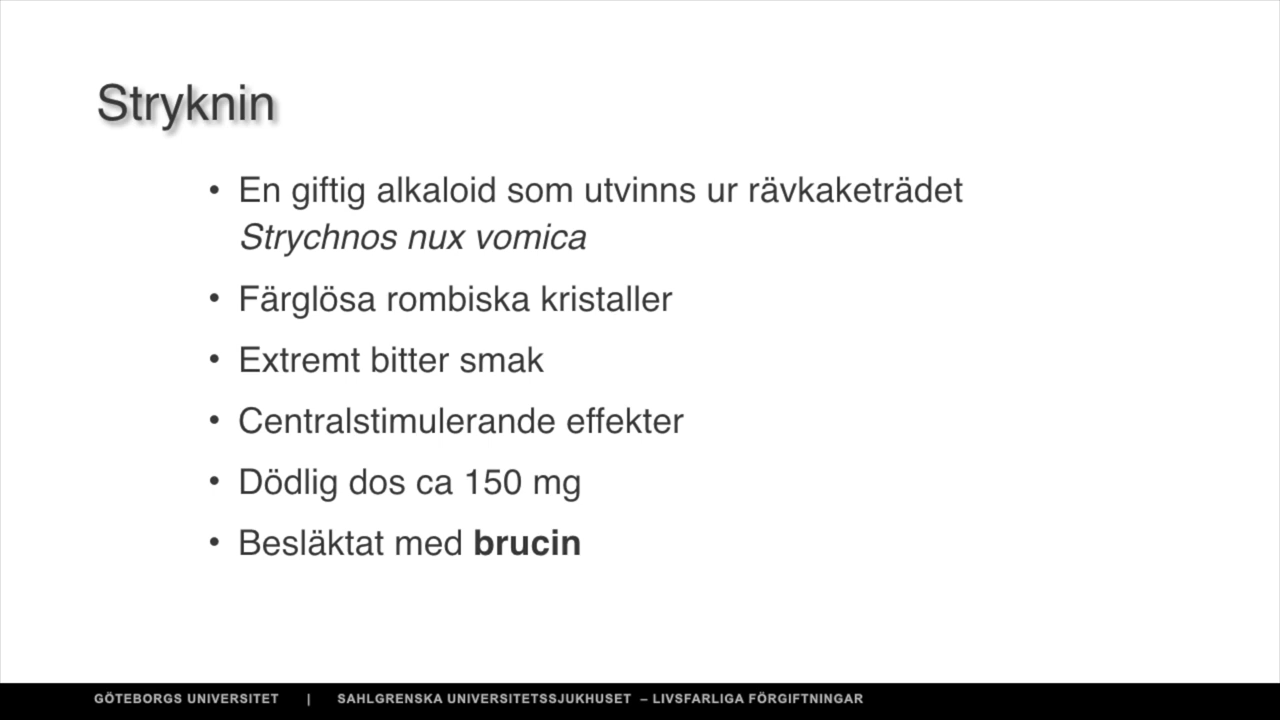 Stryknin
• En giftig alkaloid som utvinns ur rävkaketrädet
Strychnos nux vomica
• Färglösa rombiska kristaller
• Extremt bitter smak
• Centralstimulerande effekter
• Dödlig dos ca 150 mg
• Besläktat med brucin
GÖTEBORGS UNIVERSITET | SAHLGRENSKA UNIVERSITETSSJUKHUSET – LIVSFARLIGA FÖRGIFTNINGAR